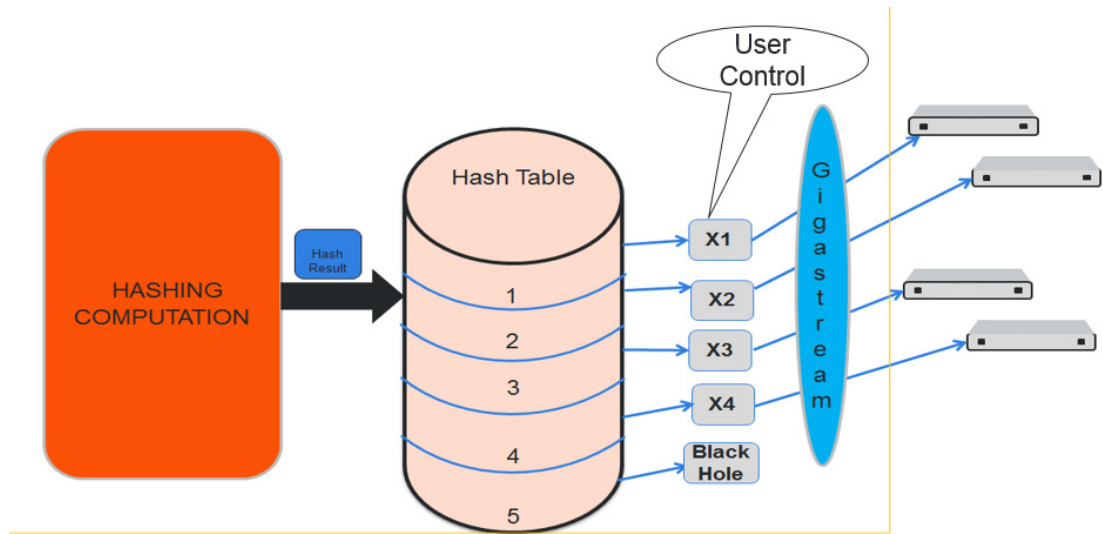 User
Control
Hash Table
Hash
Result
HASHING
COMPUTATION
1
2
3
4
5
X1
X2
X3
X4
Black
Hole
Gigastream